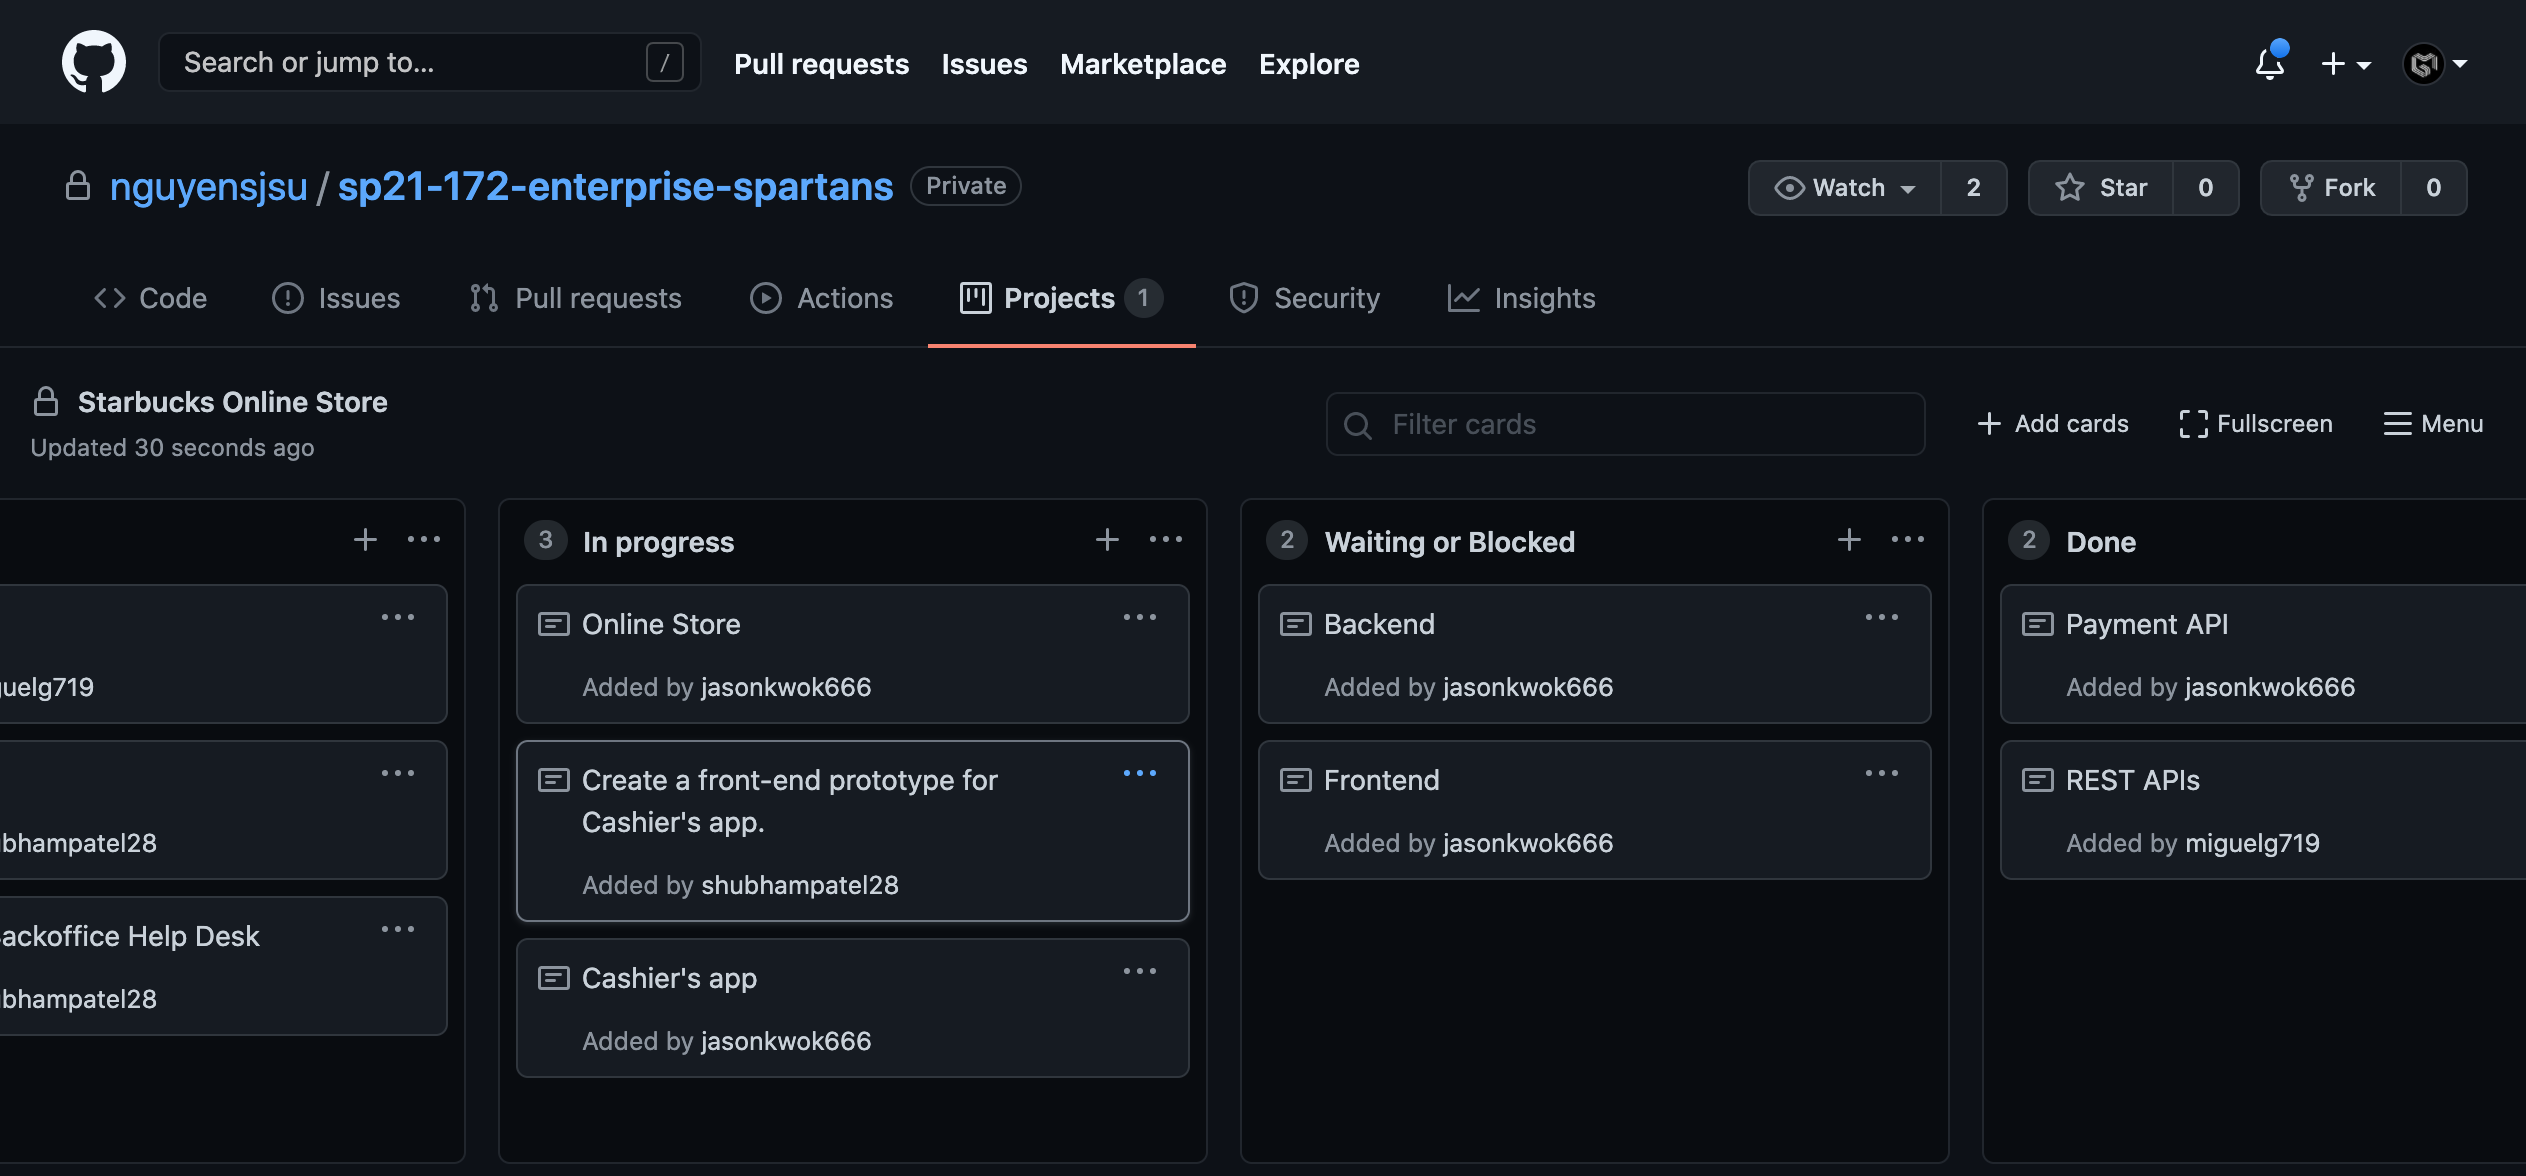 Search or jump to...
/
Pull requests
Issues
Marketplace
Explore
nguyensjsu / sp21-172-enterprise-spartans
Private
Watch
2
Star
0
Fork
0
Code
Issues
Pull requests
Actions
Projects
1
Security
Insights
Starbucks Online Store
Updated 30 seconds ago
Filter cards
Add cards
Fullscreen
Menu
uelg719
bhampatel28
ackoffice Help Desk
bhampatel28
3
In progress
Online Store
Added by jasonkwok666
Create a front-end prototype for
Cashier's app.
Added by shubhampatel28
Cashier's app
Added by jasonkwok666
2
Waiting or Blocked
Backend
Added by jasonkwok666
Frontend
Added by jasonkwok666
2
Done
Payment API
Added by jasonkwok666
REST APIs
Added by miguelg719